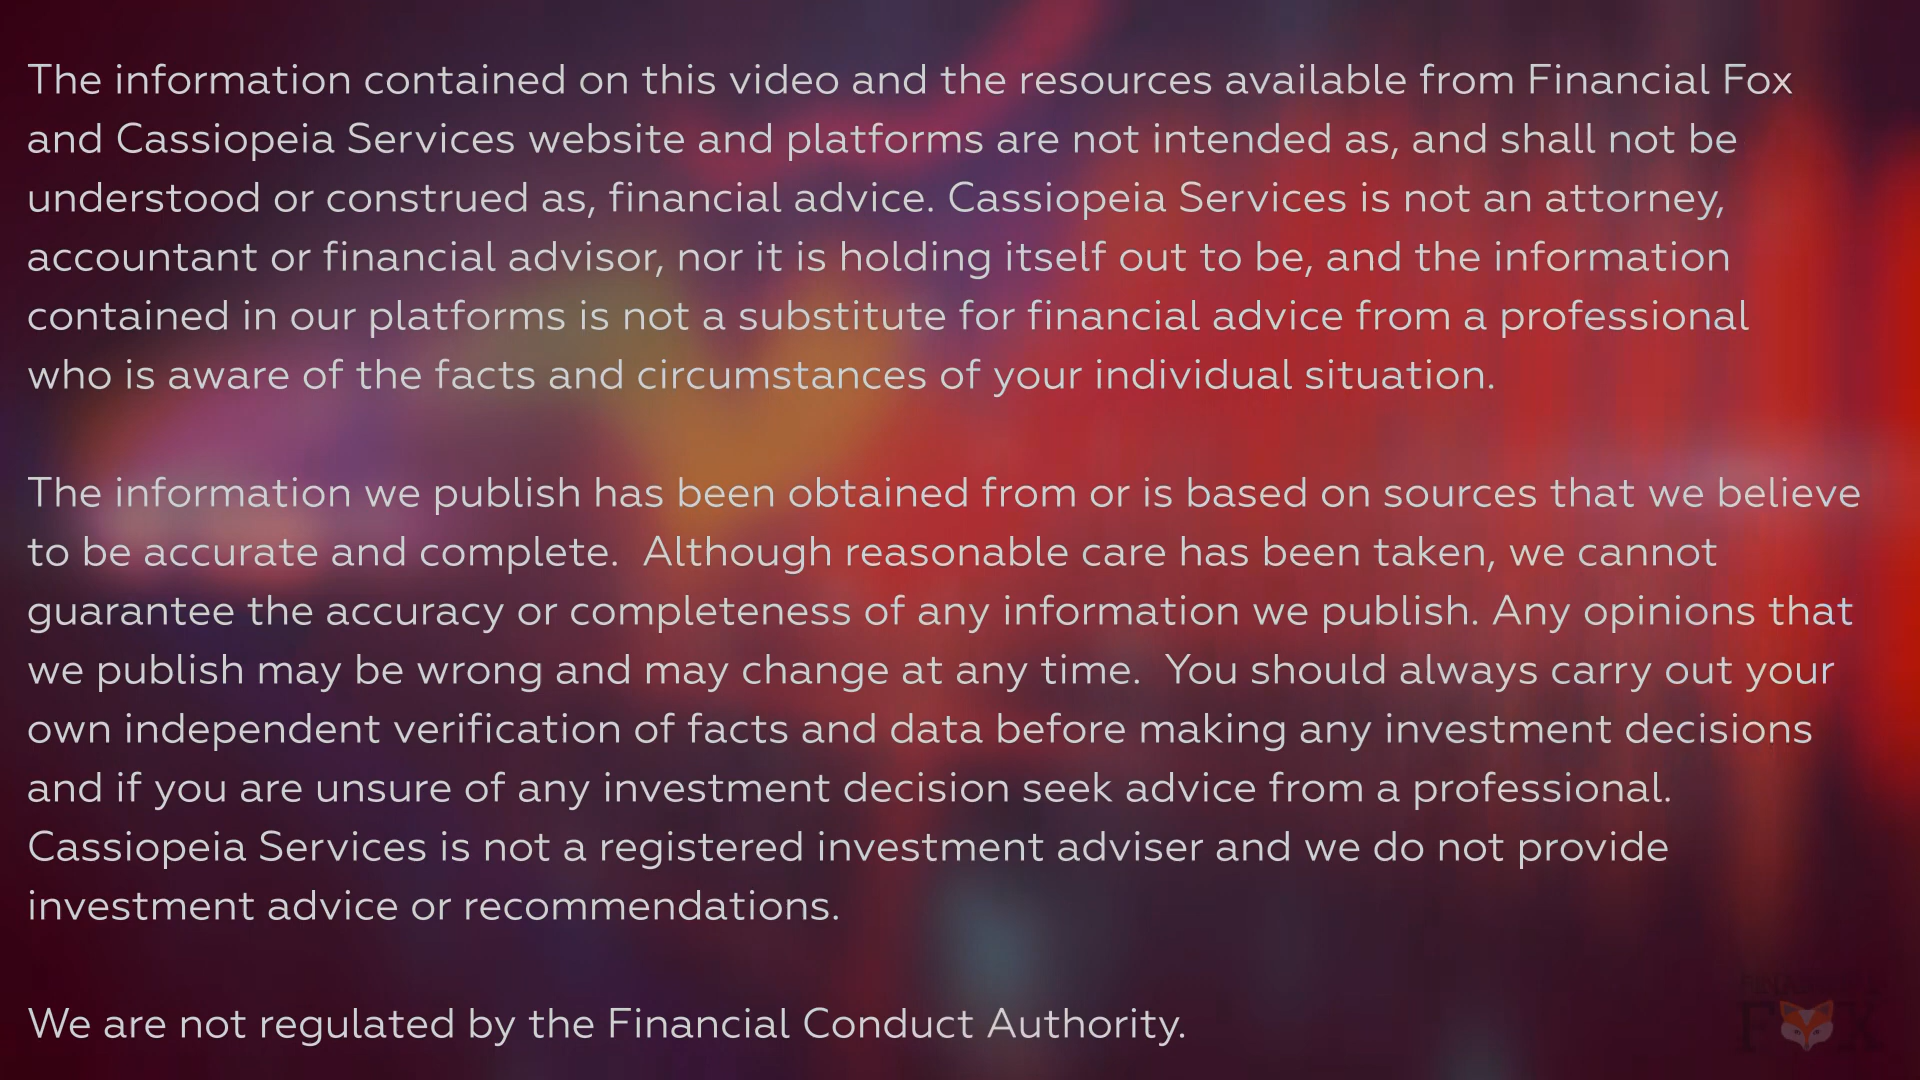 The information contained on this video and the resources available from Financial Fox
and Cassiopeia Services website and platforms are not intended as, and shall not be
understood or construed as, financial advice. Cassiopeia Services is not an attorney,
accountant or financial advisor, nor it is holding itself out to be, and the information
contained in our platforms is not a substitute for financial advice from a professional
who is aware of the facts and circumstances of your individual situation.
The information we publish has been obtained from or is based on sources that we believe
to be accurate and complete.  Although reasonable care has been taken, we cannot
guarantee the accuracy or completeness of any information we publish. Any opinions that
we publish may be wrong and may change at any time.  You should always carry out your
own independent verification of facts and data before making any investment decisions
and if you are unsure of any investment decision seek advice from a professional.
Cassiopeia Services is not a registered investment adviser and we do not provide
investment advice or recommendations.
We are not regulated by the Financial Conduct Authority.
FINANCIAL
FOX